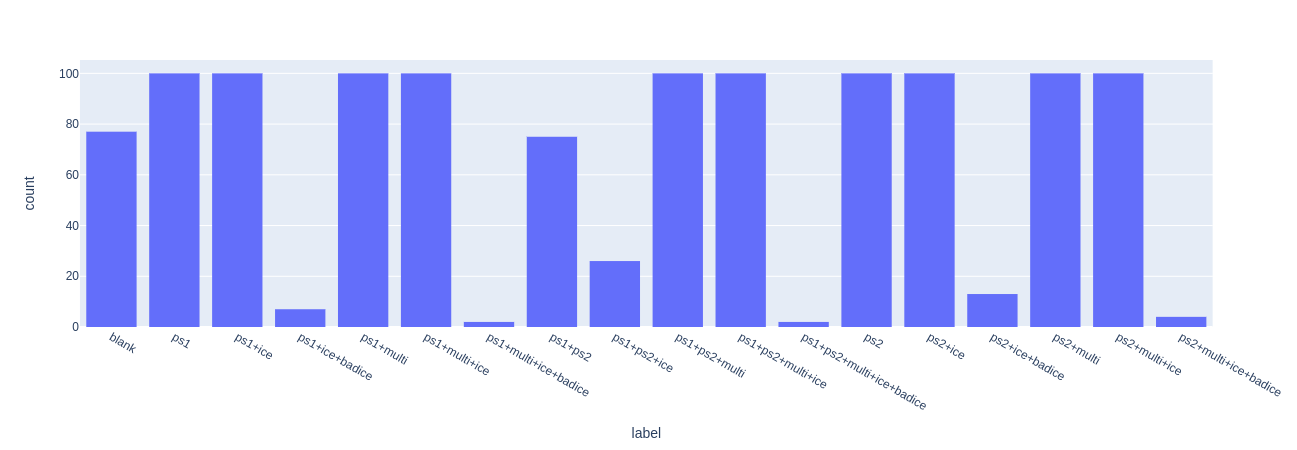 count
100
80
60
40
20
0
blank
ps1
ps1+ice
ps1+ice+badice
ps1+multi
ps1+multi+ice
ps1+multi+ice+badice
ps1+ps2
ps1+ps2+ice
ps1+ps2+multi
ps1+ps2+multi+ice
ps1+ps2+multi+ice+badice
ps2
ps2+ice
ps2+ice+badice
ps2+multi
ps2+multi+ice
ps2+multi+ice+badice
label